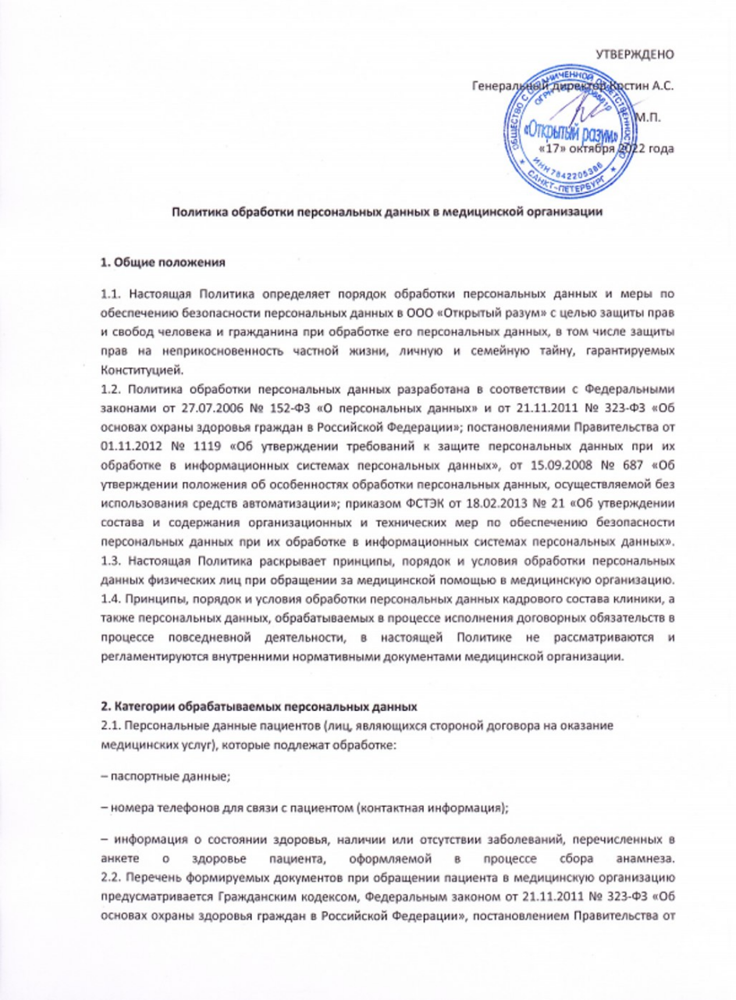 УТВЕРЖДЕНО
Генеральный директор Костин А.С.
М.П.
«17» октября 2022 года
ОБЩЕСТВО С ОГРАНИЧЕННОЙ ОТВЕТСТВЕННОСТЬЮ
ОГРН
«Открытый разум»
ИНН 7842205386
* САНКТ-ПЕТЕРБУРГ *
Политика обработки персональных данных в медицинской организации
1. Общие положения
1.1. Настоящая Политика определяет порядок обработки персональных данных и меры по
обеспечению безопасности персональных данных в ООО «Открытый разум» с целью защиты прав
и свобод человека и гражданина при обработке его персональных данных, в том числе защиты
прав на неприкосновенность частной жизни, личную и семейную тайну, гарантируемых
Конституцией.
1.2. Политика обработки персональных данных разработана в соответствии с Федеральными
законами от 27.07.2006 № 152-ФЗ «О персональных данных» и от 21.11.2011 № 323-ФЗ «Об
основах охраны здоровья граждан в Российской Федерации»; постановлениями Правительства от
01.11.2012 № 1119 «Об утверждении требований к защите персональных данных при их
обработке в информационных системах персональных данных», от 15.09.2008 № 687 «Об
утверждении положения об особенностях обработки персональных данных, осуществляемой без
использования средств автоматизации»; приказом ФСТЭК от 18.02.2013 № 21 «Об утверждении
состава и содержания организационных и технических мер по обеспечению безопасности
персональных данных при их обработке в информационных системах персональных данных».
1.3. Настоящая Политика раскрывает принципы, порядок и условия обработки персональных
данных физических лиц при обращении за медицинской помощью в медицинскую организацию.
1.4. Принципы, порядок и условия обработки персональных данных кадрового состава клиники, а
также персональных данных, обрабатываемых в процессе исполнения договорных обязательств в
процессе повседневной деятельности, в настоящей Политике не рассматриваются и
регламентируются внутренними нормативными документами медицинской организации.
2. Категории обрабатываемых персональных данных
2.1. Персональные данные пациентов (лиц, являющихся стороной договора на оказание
медицинских услуг), которые подлежат обработке:
– паспортные данные;
– номера телефонов для связи с пациентом (контактная информация);
– информация о состоянии здоровья, наличии или отсутствии заболеваний, перечисленных в
анкете о здоровье пациента, оформляемой в процессе сбора анамнеза.
2.2. Перечень формируемых документов при обращении пациента в медицинскую организацию
предусматривается Гражданским кодексом, Федеральным законом от 21.11.2011 № 323-ФЗ «Об
основах охраны здоровья граждан в Российской Федерации», постановлением Правительства от